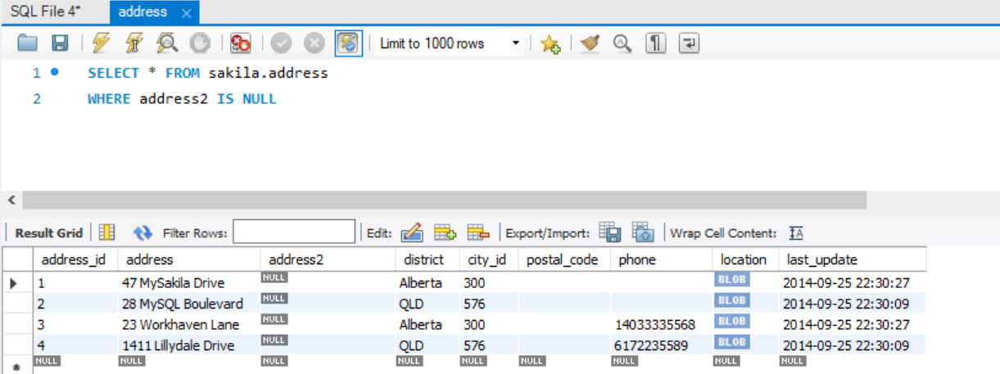 SQL File 4* address ×
Limit to 1000 rows
1 SELECT * FROM sakila.address
2 WHERE address2 IS NULL
Result Grid Filter Rows: Edit: Export/Import: Wrap Cell Content: IA
address_id address address2 district city_id postal_code phone location last_update
1 47 MySakila Drive NULL Alberta 300 BLOB 2014-09-25 22:30:27
2 28 MySQL Boulevard NULL QLD 576 BLOB 2014-09-25 22:30:09
3 23 Workhaven Lane NULL Alberta 300 14033335568 BLOB 2014-09-25 22:30:27
4 1411 Lillydale Drive NULL QLD 576 6172235589 BLOB 2014-09-25 22:30:09
* NULL NULL NULL NULL NULL NULL NULL NULL NULL